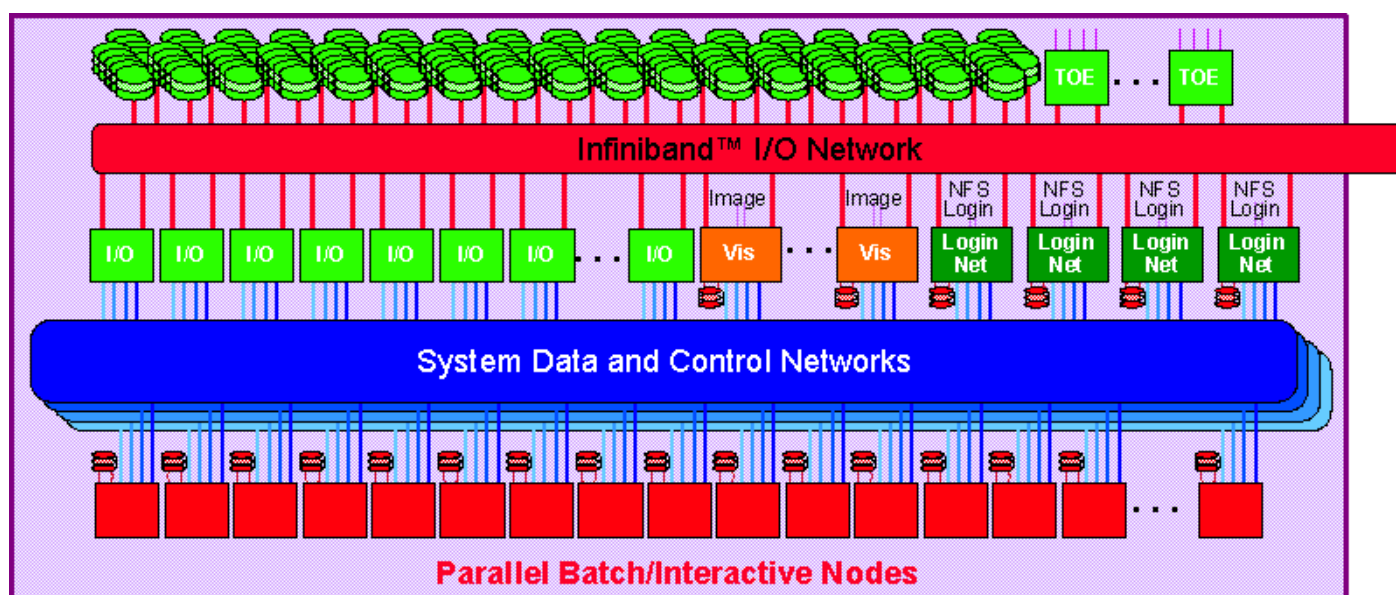 TOE ... TOE
Infiniband™ I/O Network
Image Image NFS Login NFS Login NFS Login NFS Login
I/O I/O I/O I/O I/O I/O I/O ... I/O Vis ... Vis Login Net Login Net Login Net Login Net
System Data and Control Networks
...
Parallel Batch/Interactive Nodes